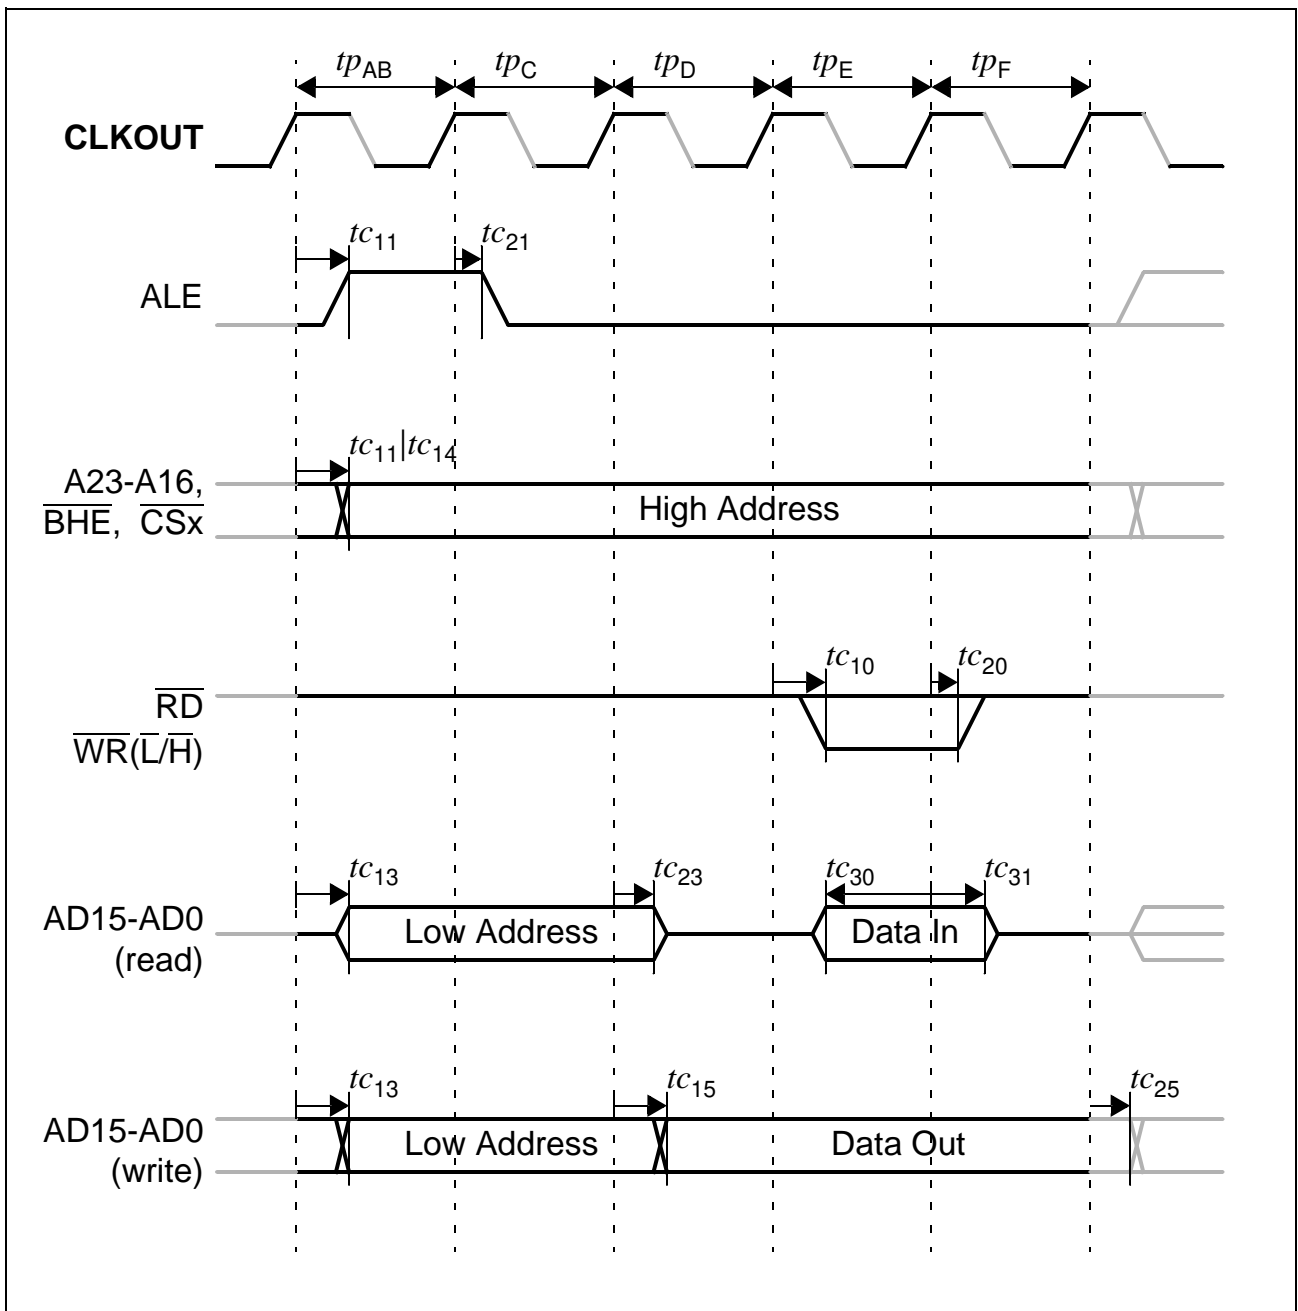 tpAB tpC tpD tpE tpF
CLKOUT
tc11 tc21
ALE
tc11|tc14
A23-A16,
BHE, CSx
High Address
tc10 tc20
RD
WR(L/H)
tc13 tc23 tc30 tc31
AD15-AD0
(read)
Low Address Data In
tc13 tc15 tc25
AD15-AD0
(write)
Low Address Data Out